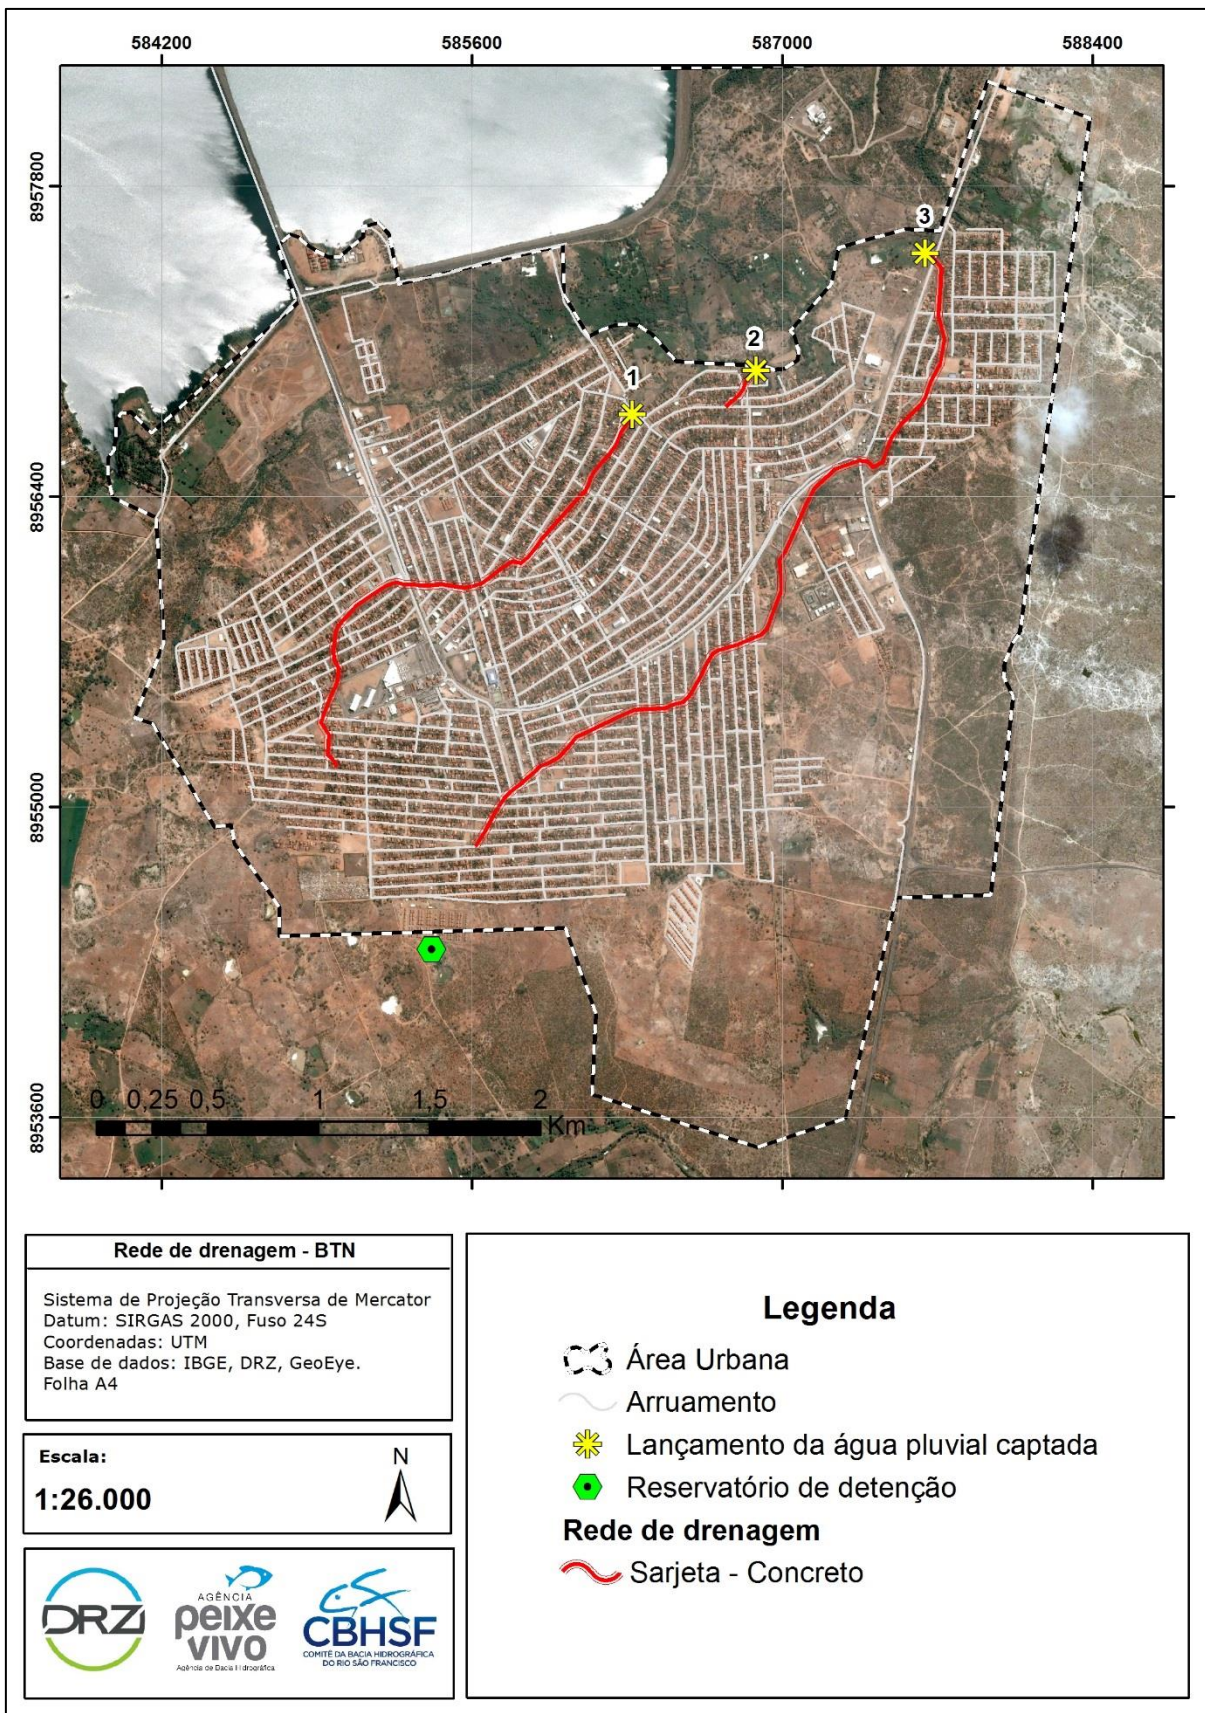 584200 585600 587000 588400
8957800
8956400
8955000
8953600
3
2
1
0 0,25 0,5 1 1,5 2
Km
Rede de drenagem - BTN
Sistema de Projeção Transversa de Mercator
Datum: SIRGAS 2000, Fuso 24S
Coordenadas: UTM
Base de dados: IBGE, DRZ, GeoEye.
Folha A4
Escala:
1:26.000
N
DRZ
AGÊNCIA
peixe
vivo
Agência de Bacia Hidrográfica
CBHSF
COMITÊ DA BACIA HIDROGRÁFICA
DO RIO SÃO FRANCISCO
Legenda
Área Urbana
Arruamento
Lançamento da água pluvial captada
Reservatório de detenção
Rede de drenagem
Sarjeta - Concreto